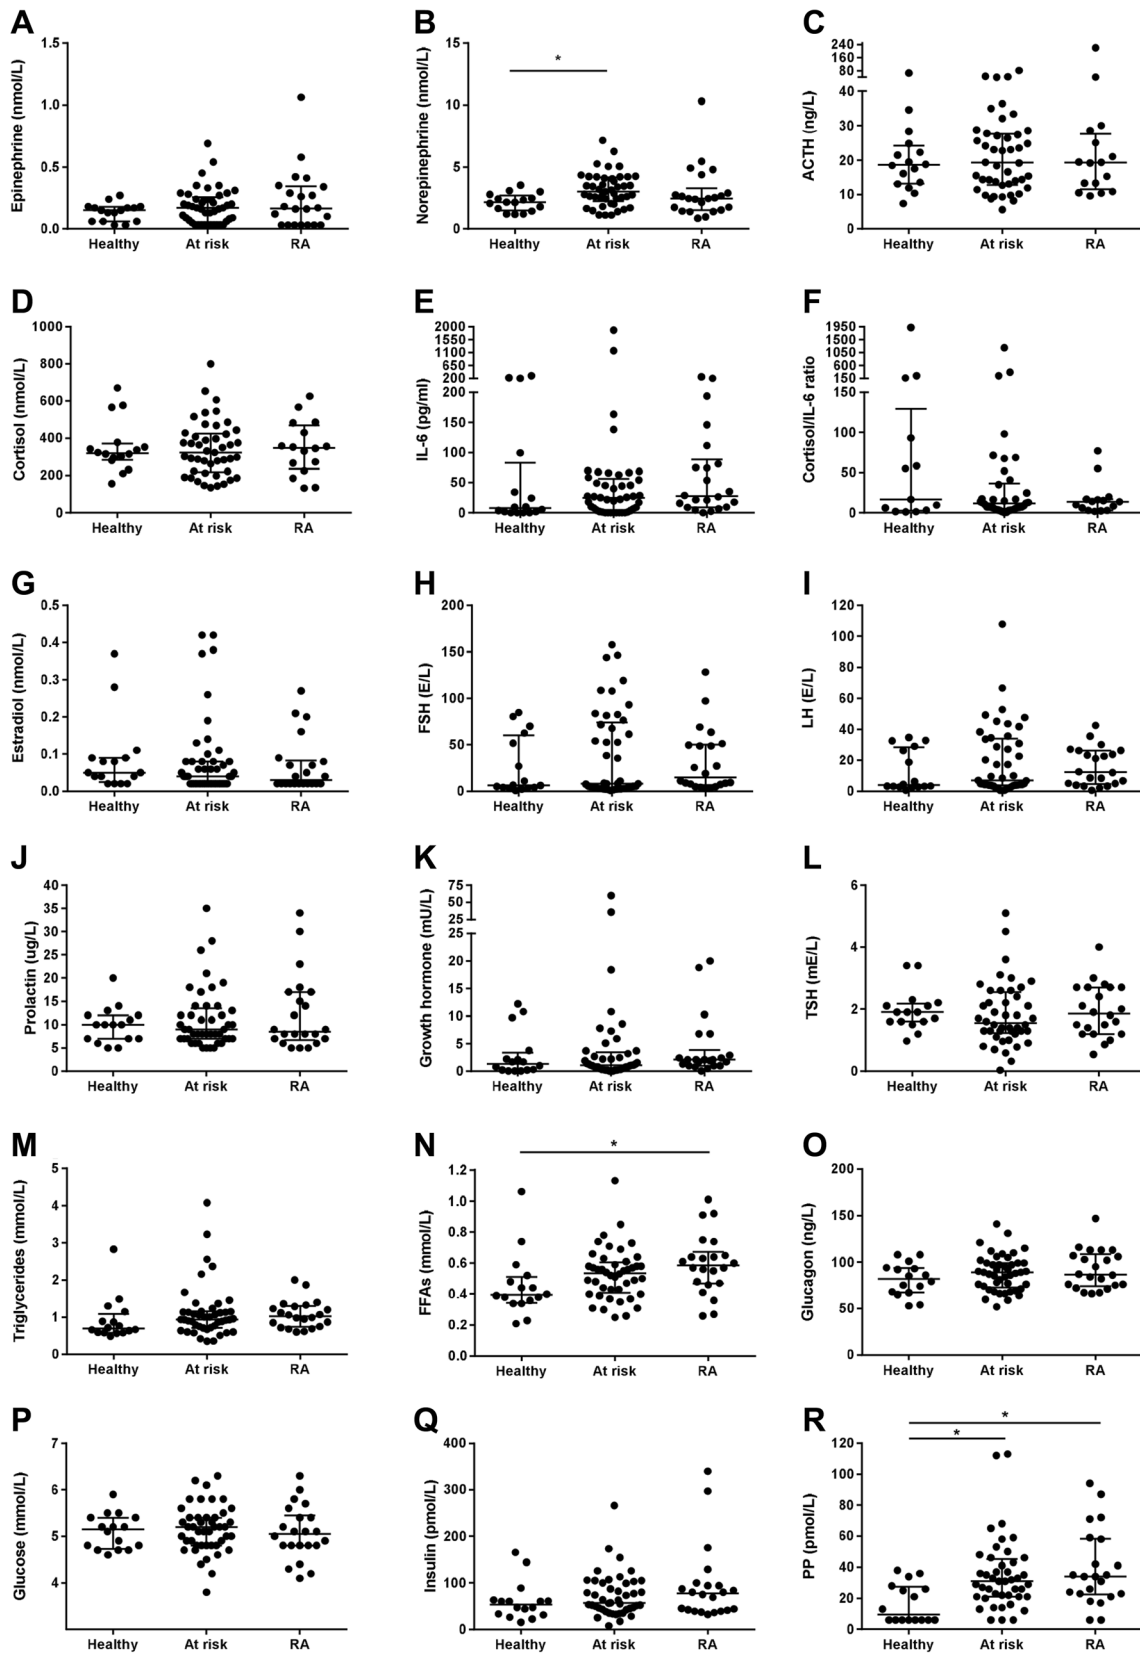 A
B
C
Epinephrine (nmol/L)
1.5
1.0
0.5
0.0
Healthy At risk RA
Norepinephrine (nmol/L)
15
10
5
0
*
Healthy At risk RA
ACTH (ng/L)
240
160
80
40
30
20
10
0
Healthy At risk RA
D
E
F
Cortisol (nmol/L)
1000
800
600
400
200
0
Healthy At risk RA
IL-6 (pg/ml)
2000
1550
1100
650
200
200
150
100
50
0
Healthy At risk RA
Cortisol/IL-6 ratio
1950
1500
1050
600
150
150
100
50
0
Healthy At risk RA
G
H
I
Estradiol (nmol/L)
0.5
0.4
0.3
0.2
0.1
0.0
Healthy At risk RA
FSH (E/L)
200
150
100
50
0
Healthy At risk RA
LH (E/L)
120
100
80
60
40
20
0
Healthy At risk RA
J
K
L
Prolactin (ug/L)
40
35
30
25
20
15
10
5
0
Healthy At risk RA
Growth hormone (mU/L)
75
50
25
25
20
15
10
5
0
Healthy At risk RA
TSH (mE/L)
6
4
2
0
Healthy At risk RA
M
N
O
Triglycerides (mmol/L)
5
4
3
2
1
0
Healthy At risk RA
FFAs (mmol/L)
1.2
1.0
0.8
0.6
0.4
0.2
0.0
*
Healthy At risk RA
Glucagon (ng/L)
200
150
100
50
0
Healthy At risk RA
P
Q
R
Glucose (mmol/L)
7
6
5
4
Healthy At risk RA
Insulin (pmol/L)
400
300
200
100
0
Healthy At risk RA
PP (pmol/L)
120
100
80
60
40
20
0
*
*
Healthy At risk RA